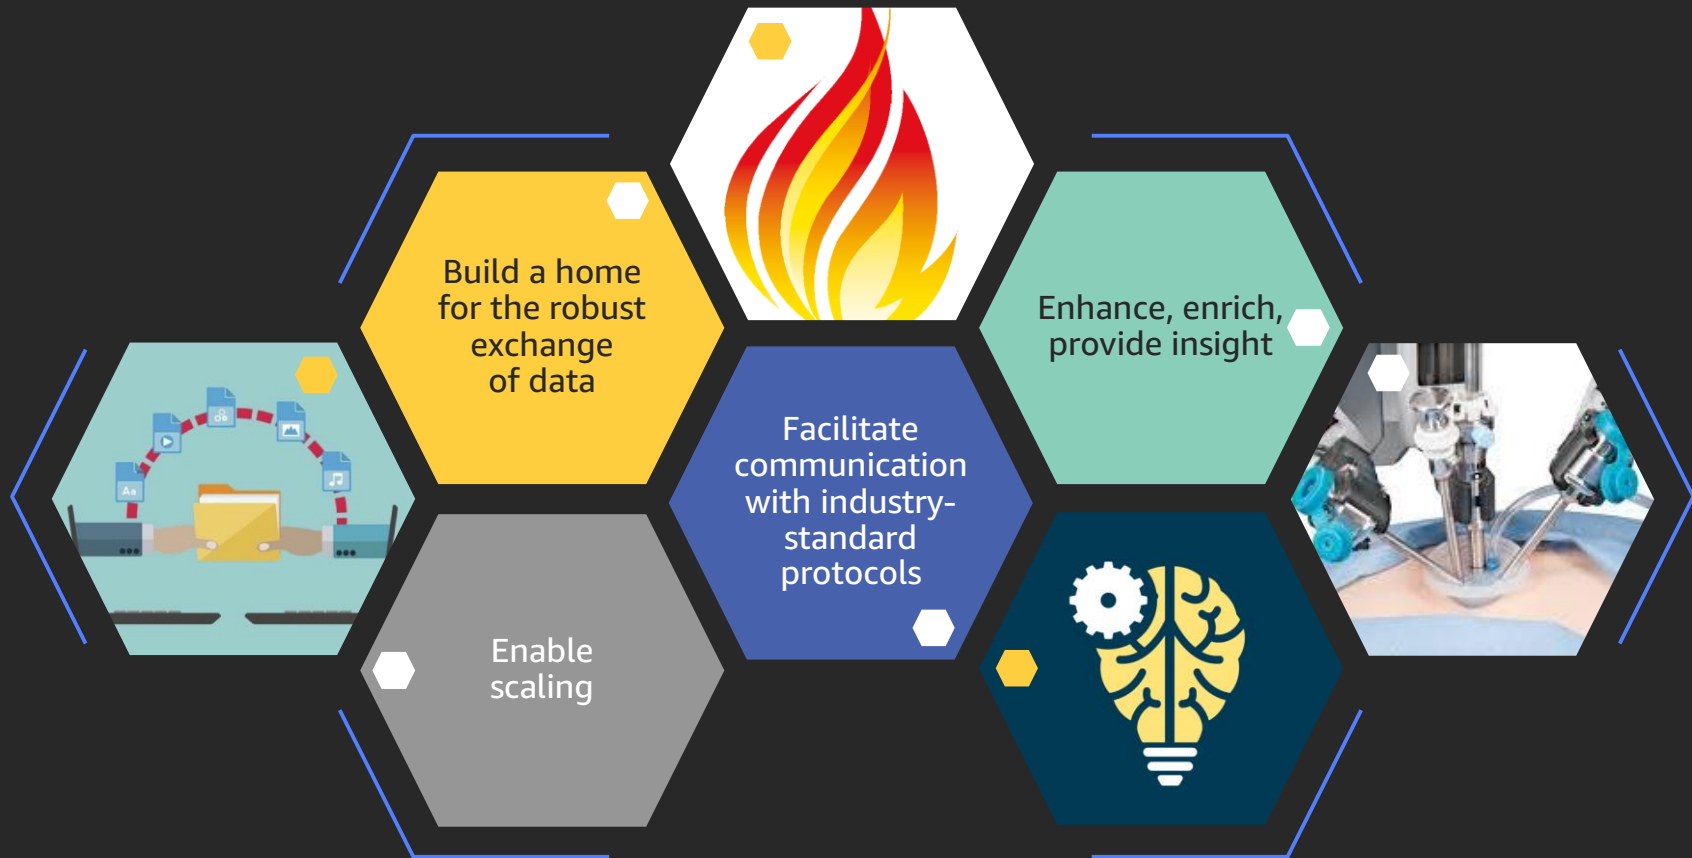 Build a home
for the robust
exchange
of data
Enhance, enrich,
provide insight
Facilitate
communication
with industry-
standard
protocols
Aa
Enable
scaling